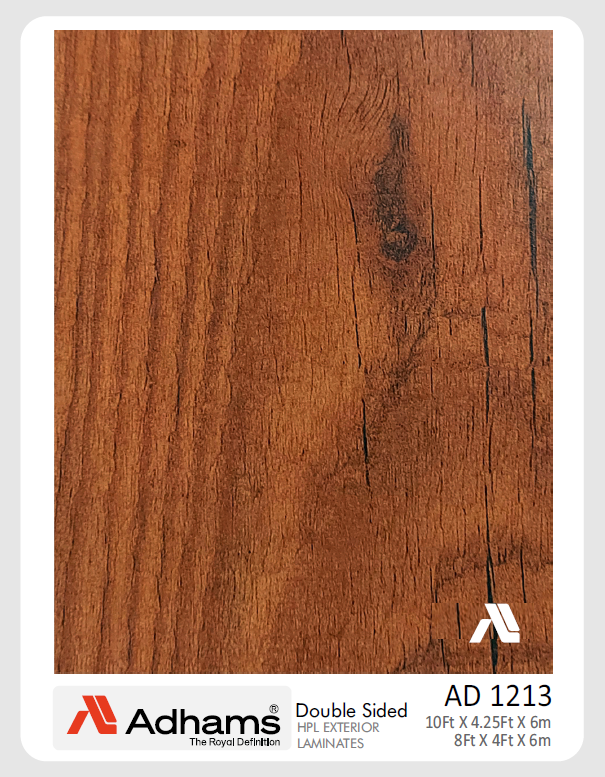 Adhams®
The Royal Definition
Double Sided
HPL EXTERIOR
LAMINATES
AD 1213
10Ft X 4.25Ft X 6m
8Ft X 4Ft X 6m